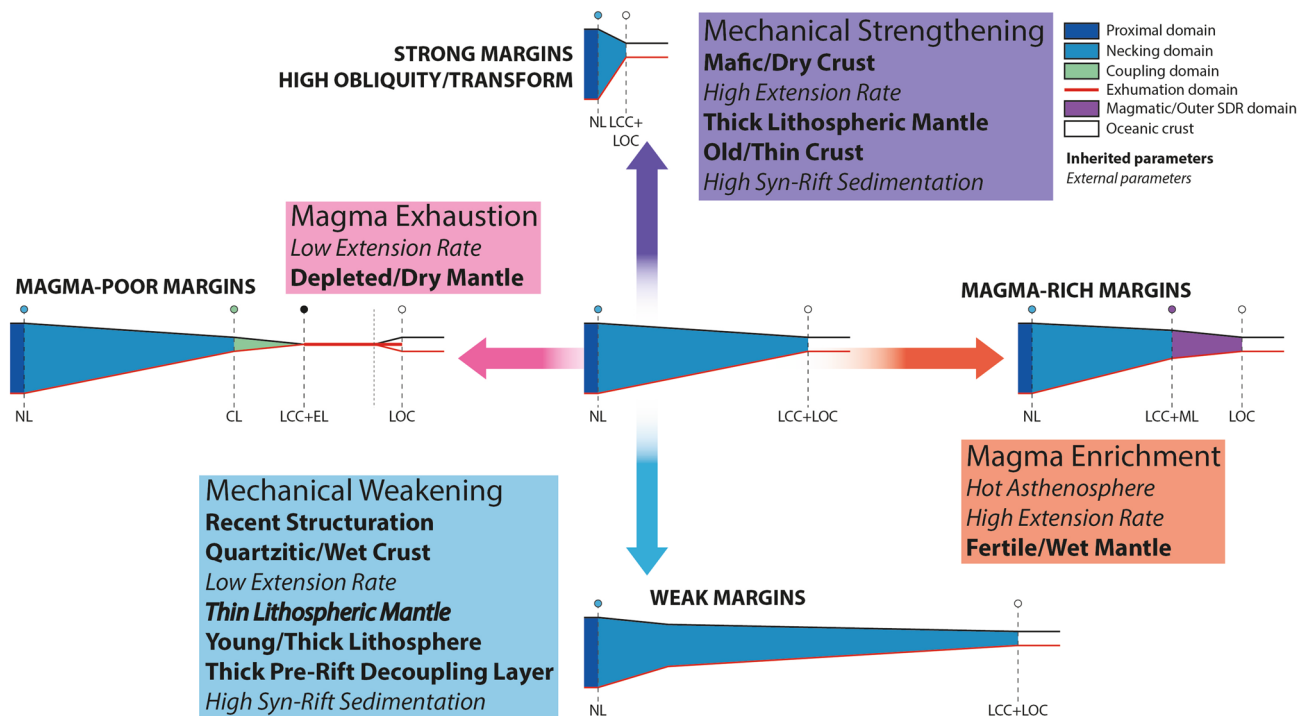 STRONG MARGINS
HIGH OBLIQUITY/TRANSFORM
NL LCC+
LOC
Mechanical Strengthening
Mafic/Dry Crust
High Extension Rate
Thick Lithospheric Mantle
Old/Thin Crust
High Syn-Rift Sedimentation
Proximal domain
Necking domain
Coupling domain
Exhumation domain
Magmatic/Outer SDR domain
Oceanic crust
Inherited parameters
External parameters
Magma Exhaustion
Low Extension Rate
Depleted/Dry Mantle
MAGMA-POOR MARGINS
NL CL LCC+EL LOC
NL LCC+LOC
MAGMA-RICH MARGINS
NL LCC+ML LOC
Magma Enrichment
Hot Asthenosphere
High Extension Rate
Fertile/Wet Mantle
Mechanical Weakening
Recent Structuration
Quartzitic/Wet Crust
Low Extension Rate
Thin Lithospheric Mantle
Young/Thick Lithosphere
Thick Pre-Rift Decoupling Layer
High Syn-Rift Sedimentation
WEAK MARGINS
NL LCC+LOC